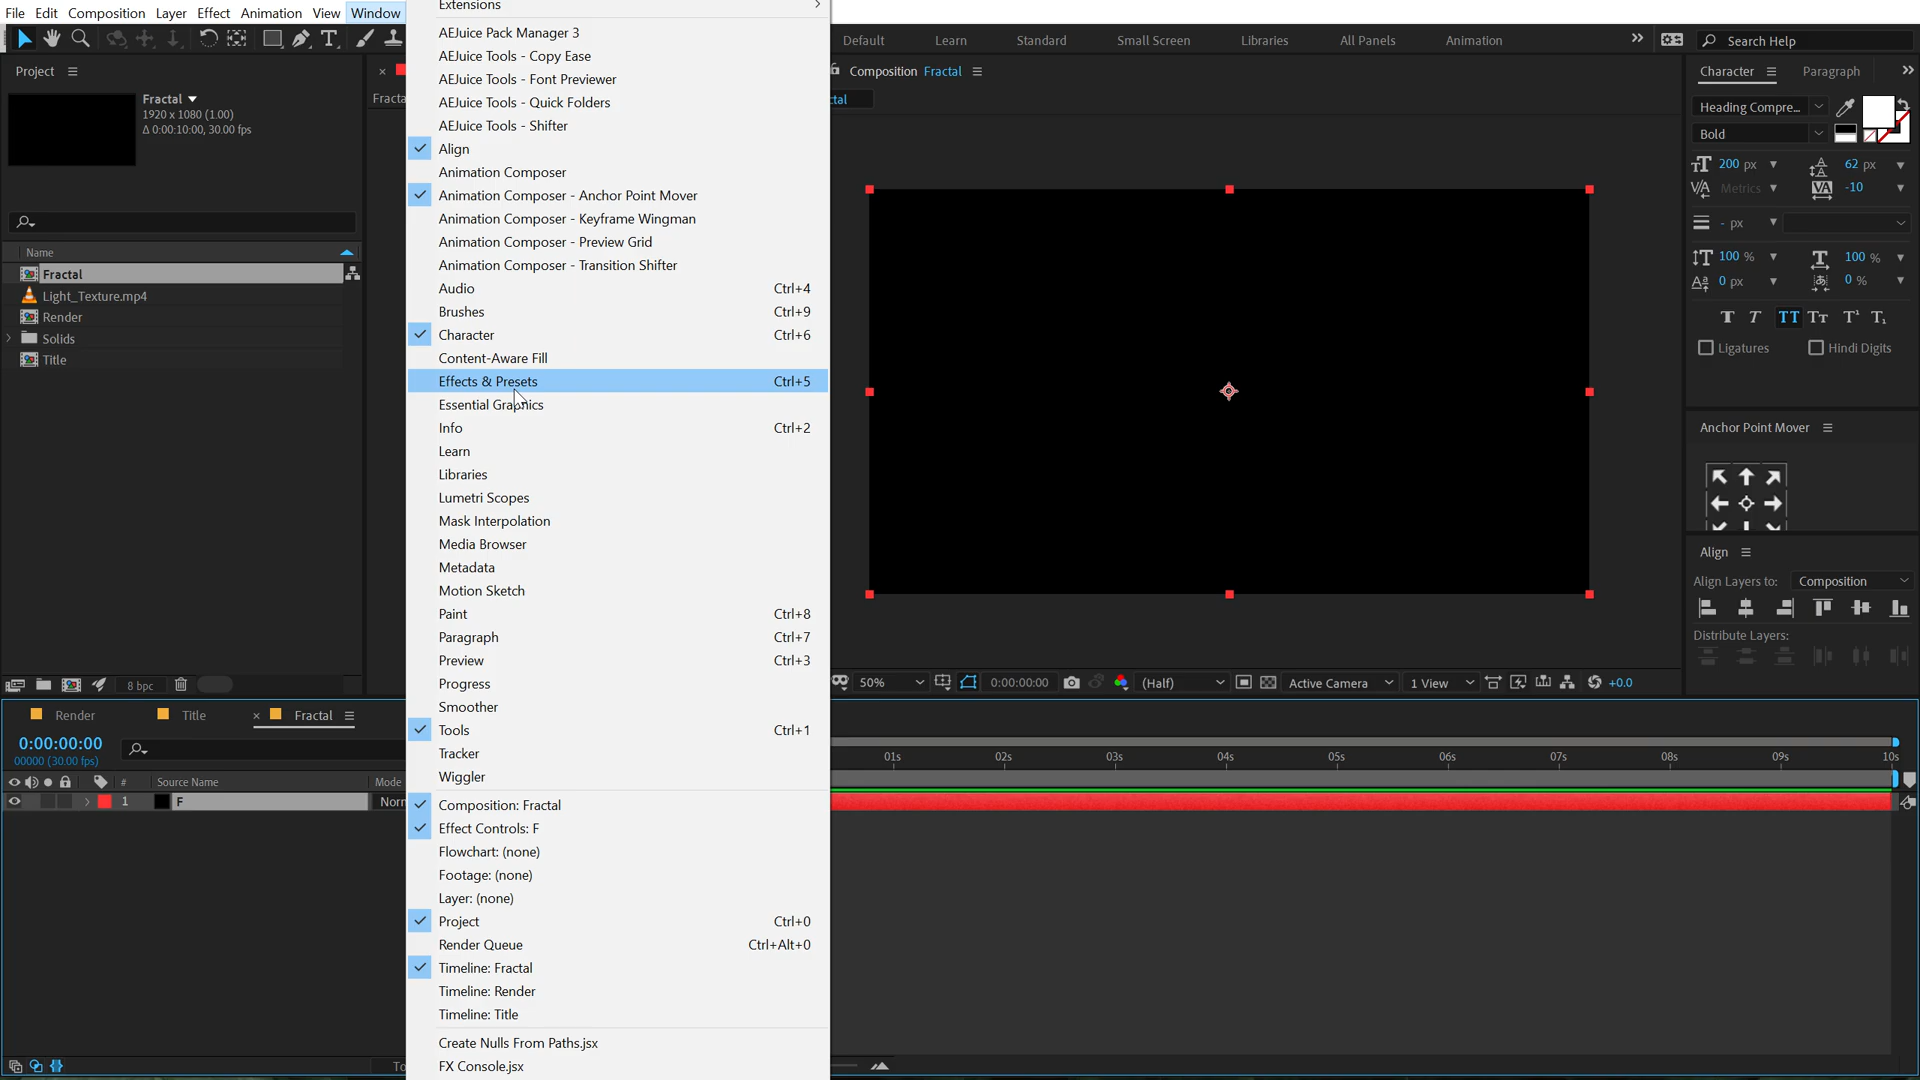 File Edit Composition Layer Effect Animation View Window
Extensions
AEJuice Pack Manager 3
AEJuice Tools - Copy Ease
AEJuice Tools - Font Previewer
AEJuice Tools - Quick Folders
AEJuice Tools - Shifter
Align
Animation Composer
Animation Composer - Anchor Point Mover
Animation Composer - Keyframe Wingman
Animation Composer - Preview Grid
Animation Composer - Transition Shifter
Audio Ctrl+4
Brushes Ctrl+9
Character Ctrl+6
Content-Aware Fill
Effects & Presets Ctrl+5
Essential Graphics
Info Ctrl+2
Learn
Libraries
Lumetri Scopes
Mask Interpolation
Media Browser
Metadata
Motion Sketch
Paint Ctrl+8
Paragraph Ctrl+7
Preview Ctrl+3
Progress
Smoother
Tools Ctrl+1
Tracker
Wiggler
Composition: Fractal
Effect Controls: F
Flowchart: (none)
Footage: (none)
Layer: (none)
Project Ctrl+0
Render Queue Ctrl+Alt+0
Timeline: Fractal
Timeline: Render
Timeline: Title
Create Nulls From Paths.jsx
FX Console.jsx
Default Learn Standard Small Screen Libraries All Panels Animation Search Help
Project
Fractal
1920 x 1080 (1.00)
Δ 0:00:10:00, 30.00 fps
Name
Fractal
Light_Texture.mp4
Render
Solids
Title
8 bpc
Fracta
Composition Fractal
ctal
50% 0:00:00:00 (Half) Active Camera 1 View +0.0
Character Paragraph
Heading Compre...
Bold
200 px 62 px
Metrics -10
- px
100 % 100 %
0 px 0 %
T T TT Tт T¹ T₁
Ligatures Hindi Digits
Anchor Point Mover
Align
Align Layers to: Composition
Distribute Layers:
Render Title Fractal
0:00:00:00
00000 (30.00 fps)
# Source Name Mode
1 F Norn
To
01s 02s 03s 04s 05s 06s 07s 08s 09s 10s